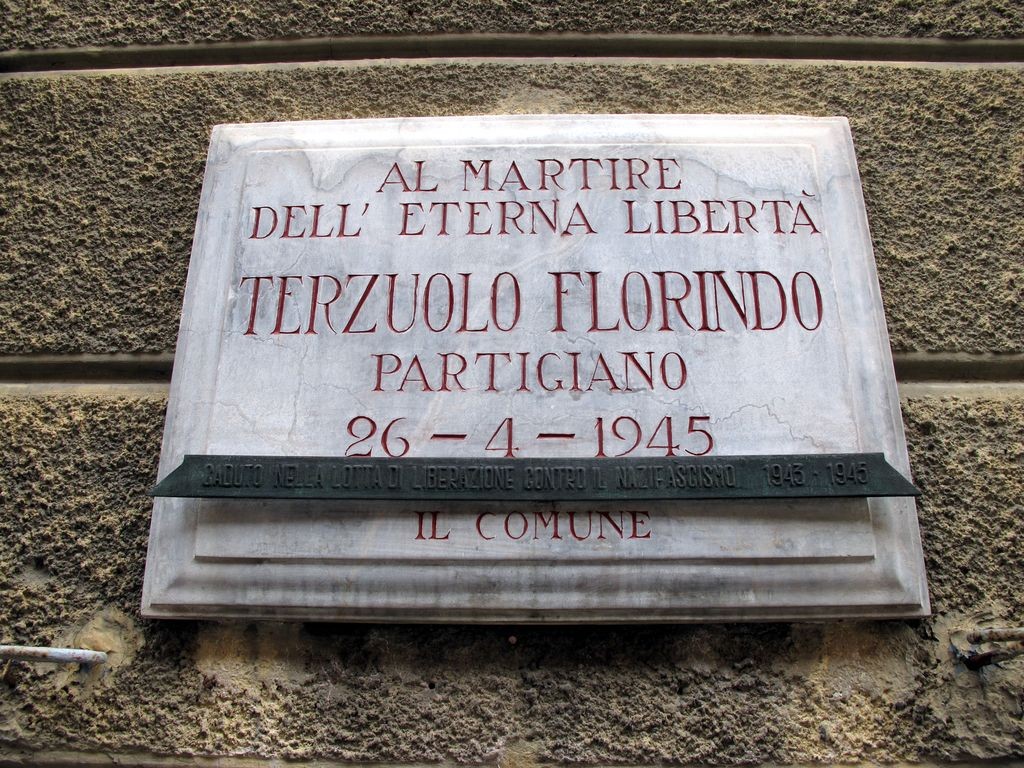 AL MARTIRE
DELL' ETERNA LIBERTÀ
TERZUOLO FLORINDO
PARTIGIANO
26 - 4 - 1945
CADUTO NELLA LOTTA DI LIBERAZIONE CONTRO IL NAZIFASCISMO 1943 - 1945
IL COMUNE